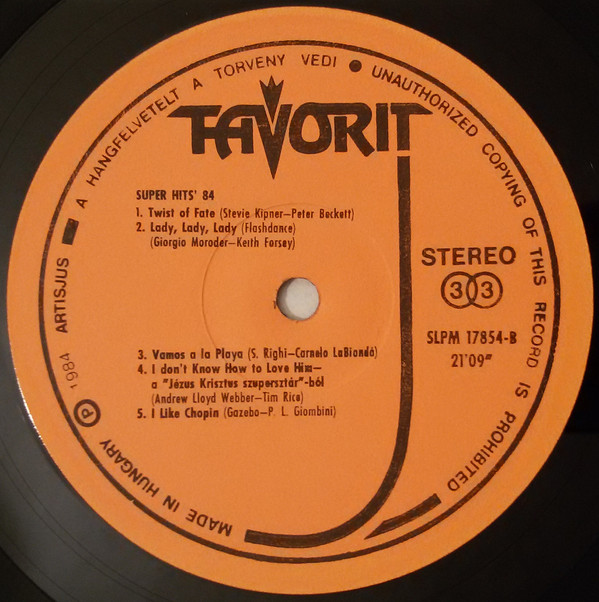 ● A HANGFELVETELT A TORVENY VEDI ● UNAUTHORIZED COPYING OF THIS RECORD IS PROHIBITED
FAVORIT
SUPER HITS' 84
1. Twist of Fate (Stevie Kipner—Peter Beckett)
2. Lady, Lady, Lady (Flashdance)
(Giorgio Moroder—Keith Forsey)
STEREO
33
SLPM 17854-B
21'09"
3. Vamos a la Playa (S. Righi—Carmelo LaBionda)
4. I don't Know How to Love Him—
a "Jézus Krisztus szupersztár"-ból
(Andrew Lloyd Webber—Tim Rice)
5. I Like Chopin (Gazebo—P. L. Giombini)
MADE IN HUNGARY Ⓟ 1984 ARTISJUS